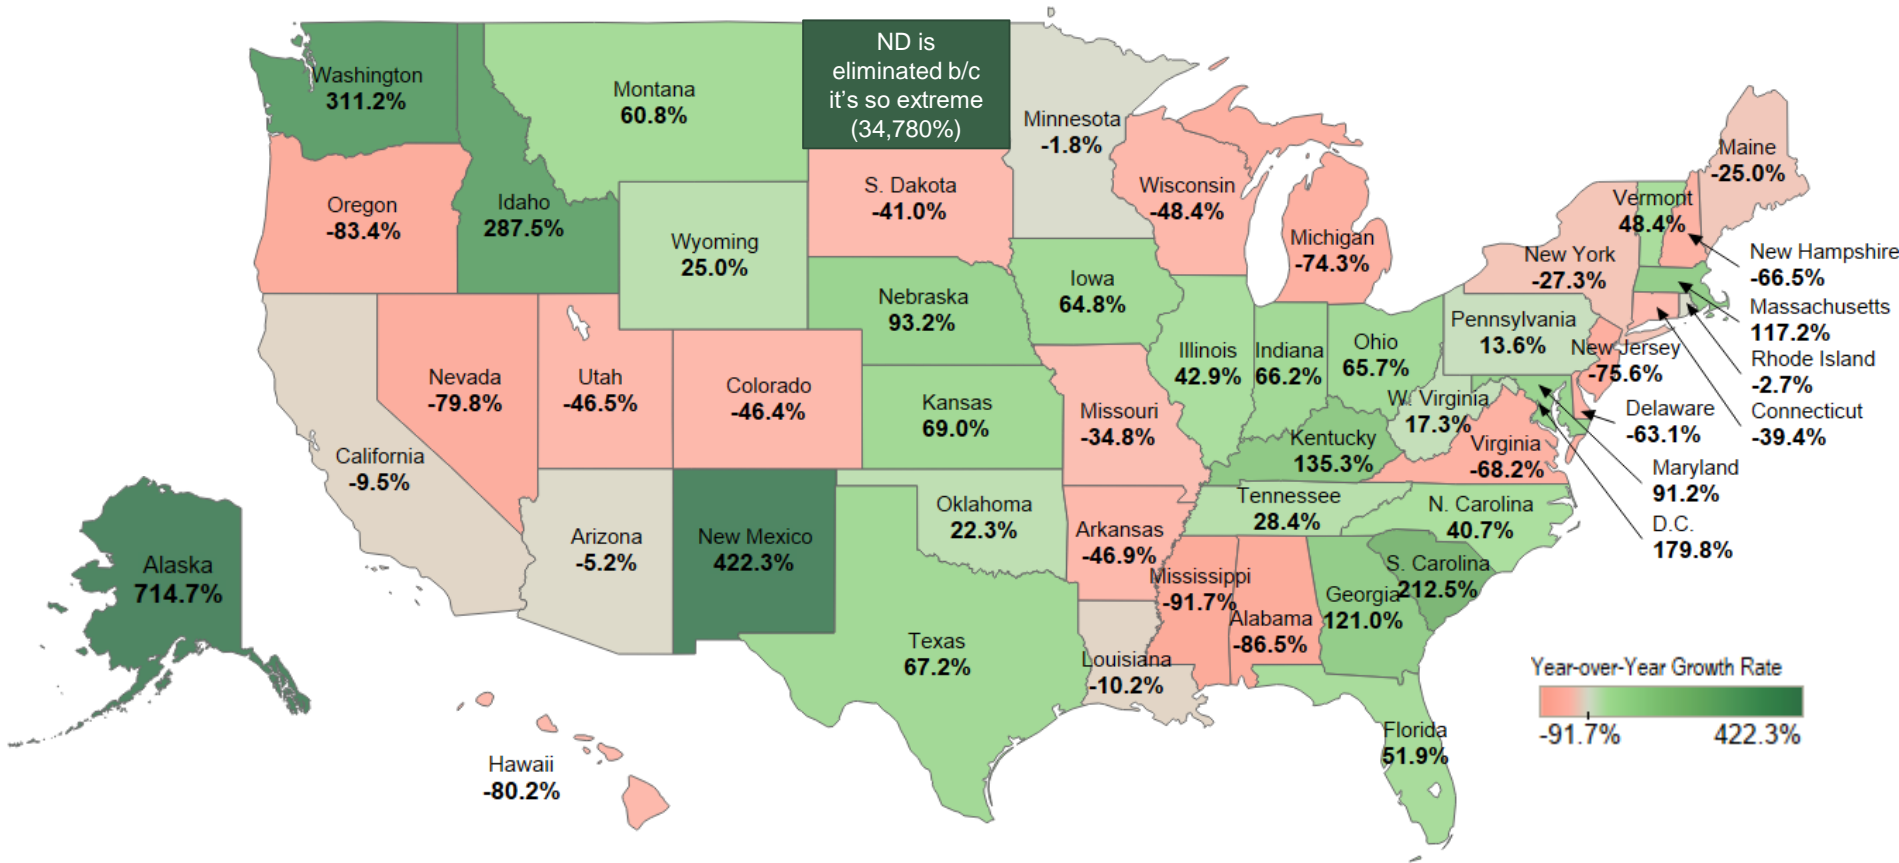 Washington
311.2%
Montana
60.8%
ND is
eliminated b/c
it's so extreme
(34,780%)
Minnesota
-1.8%
Maine
-25.0%
Oregon
-83.4%
Idaho
287.5%
S. Dakota
-41.0%
Wisconsin
-48.4%
Michigan
-74.3%
Vermont
48.4%
New Hampshire
-66.5%
Wyoming
25.0%
Nebraska
93.2%
Iowa
64.8%
New York
-27.3%
Massachusetts
117.2%
Illinois
42.9%
Indiana
66.2%
Ohio
65.7%
Pennsylvania
13.6%
New Jersey
-75.6%
Rhode Island
-2.7%
Nevada
-79.8%
Utah
-46.5%
Colorado
-46.4%
Kansas
69.0%
Missouri
-34.8%
W. Virginia
17.3%
Delaware
-63.1%
Connecticut
-39.4%
California
-9.5%
Kentucky
135.3%
Virginia
-68.2%
Maryland
91.2%
Alaska
714.7%
Arizona
-5.2%
New Mexico
422.3%
Oklahoma
22.3%
Arkansas
-46.9%
Tennessee
28.4%
N. Carolina
40.7%
D.C.
179.8%
Mississippi
-91.7%
Alabama
-86.5%
Georgia
121.0%
S. Carolina
212.5%
Texas
67.2%
Louisiana
-10.2%
Florida
51.9%
Hawaii
-80.2%
Year-over-Year Growth Rate
-91.7%
422.3%